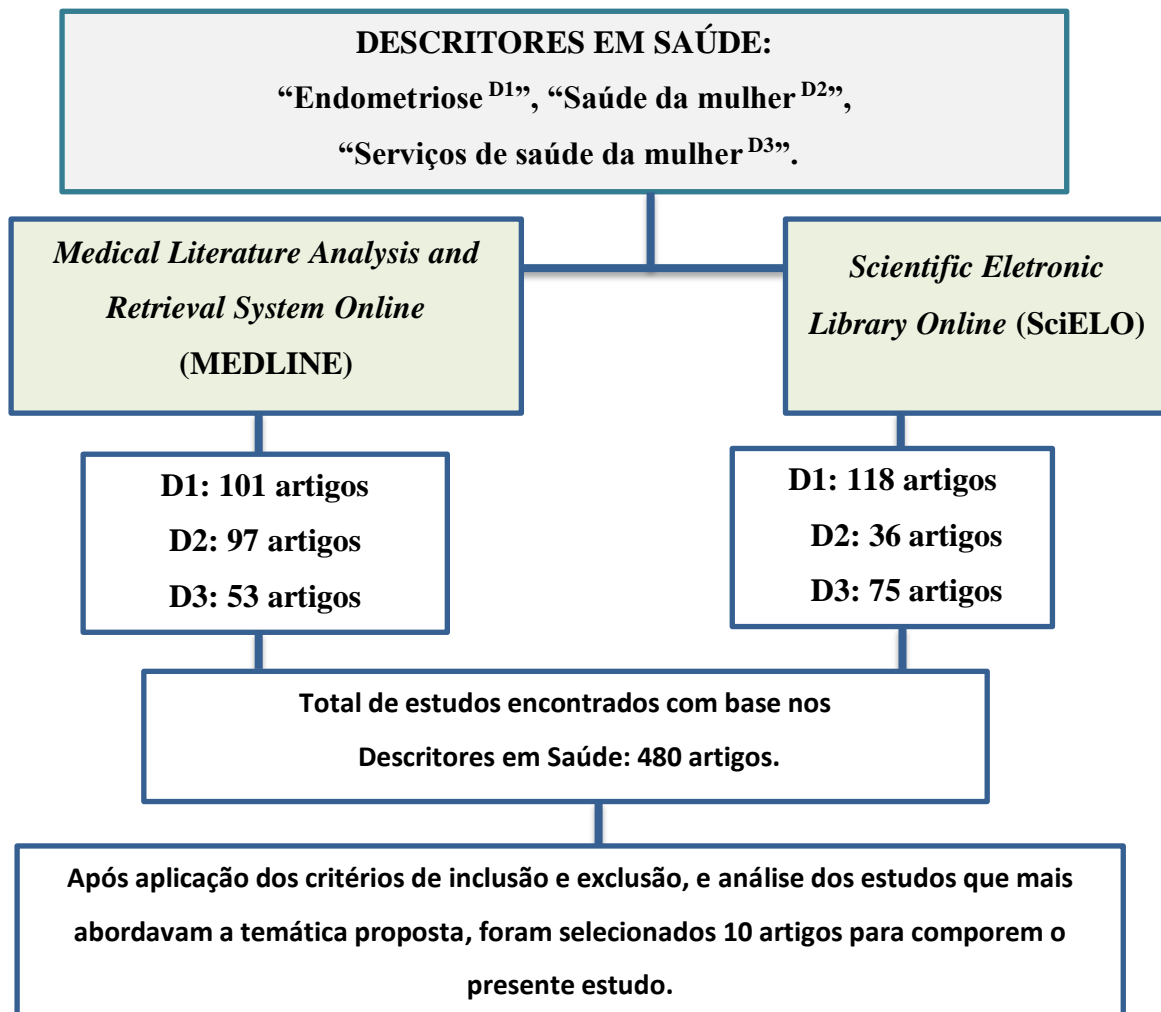 DESCRITORES EM SAÚDE:
“Endometriose D1”, “Saúde da mulher D2”,
“Serviços de saúde da mulher D3”.
Medical Literature Analysis and
Retrieval System Online
(MEDLINE)
Scientific Eletronic
Library Online (SciELO)
D1: 101 artigos
D2: 97 artigos
D3: 53 artigos
D1: 118 artigos
D2: 36 artigos
D3: 75 artigos
Total de estudos encontrados com base nos
Descritores em Saúde: 480 artigos.
Após aplicação dos critérios de inclusão e exclusão, e análise dos estudos que mais
abordavam a temática proposta, foram selecionados 10 artigos para comporem o
presente estudo.